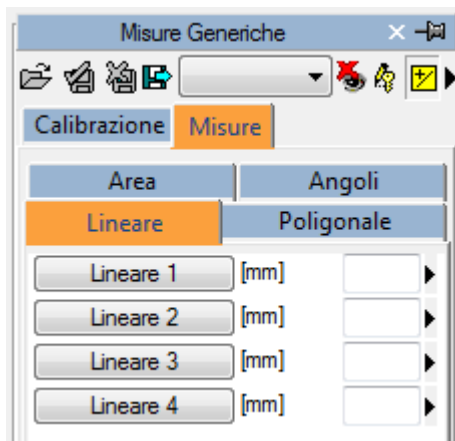 Misure Generiche
Calibrazione Misure
Area Angoli
Lineare Poligonale
Lineare 1 [mm]
Lineare 2 [mm]
Lineare 3 [mm]
Lineare 4 [mm]